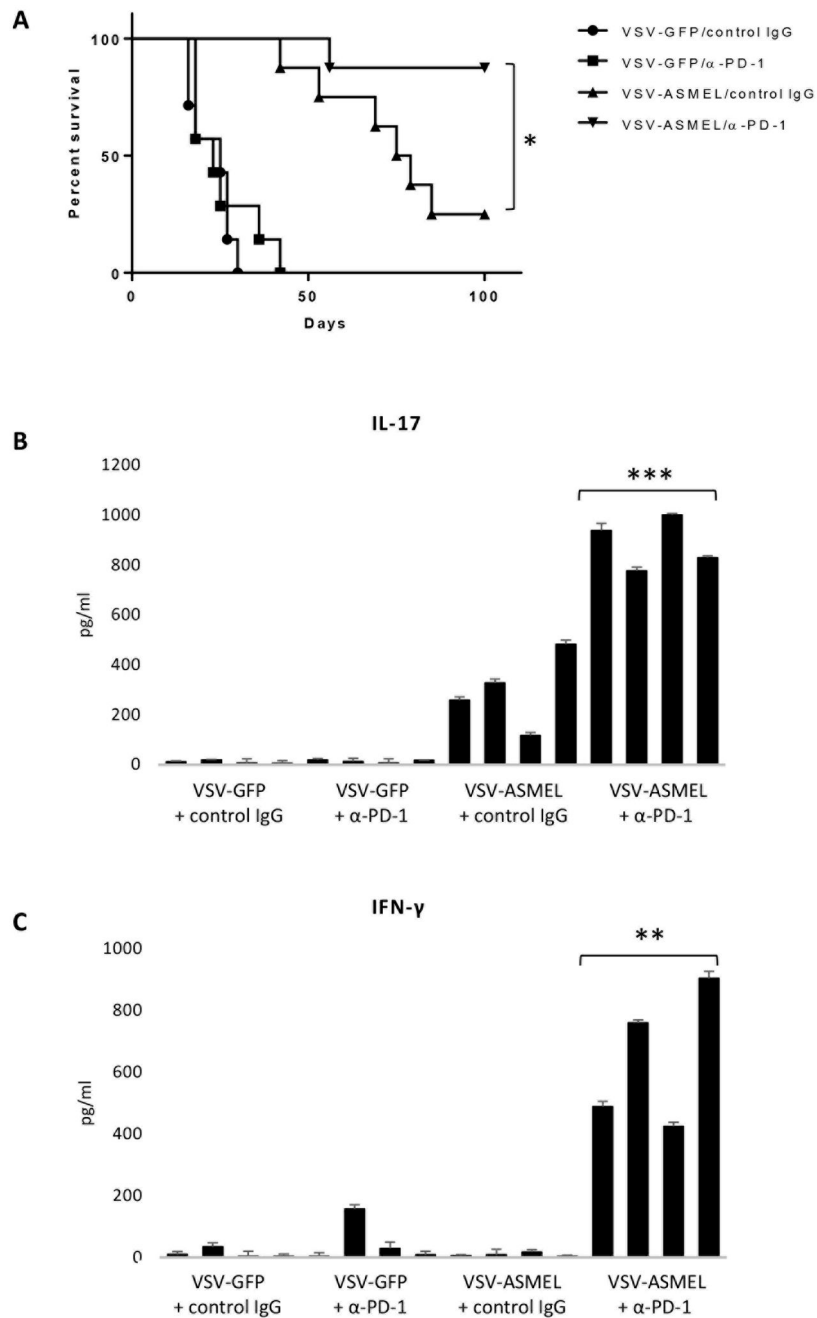 A
100
50
0
Percent survival
0
50
100
Days
VSV-GFP/control IgG
VSV-GFP/α-PD-1
VSV-ASMEL/control IgG
VSV-ASMEL/α-PD-1
*
B
IL-17
1200
1000
800
600
400
200
0
pg/ml
***
VSV-GFP
+ control IgG
VSV-GFP
+ α-PD-1
VSV-ASMEL
+ control IgG
VSV-ASMEL
+ α-PD-1
C
IFN-γ
1000
800
600
400
200
0
pg/ml
**
VSV-GFP
+ control IgG
VSV-GFP
+ α-PD-1
VSV-ASMEL
+ control IgG
VSV-ASMEL
+ α-PD-1